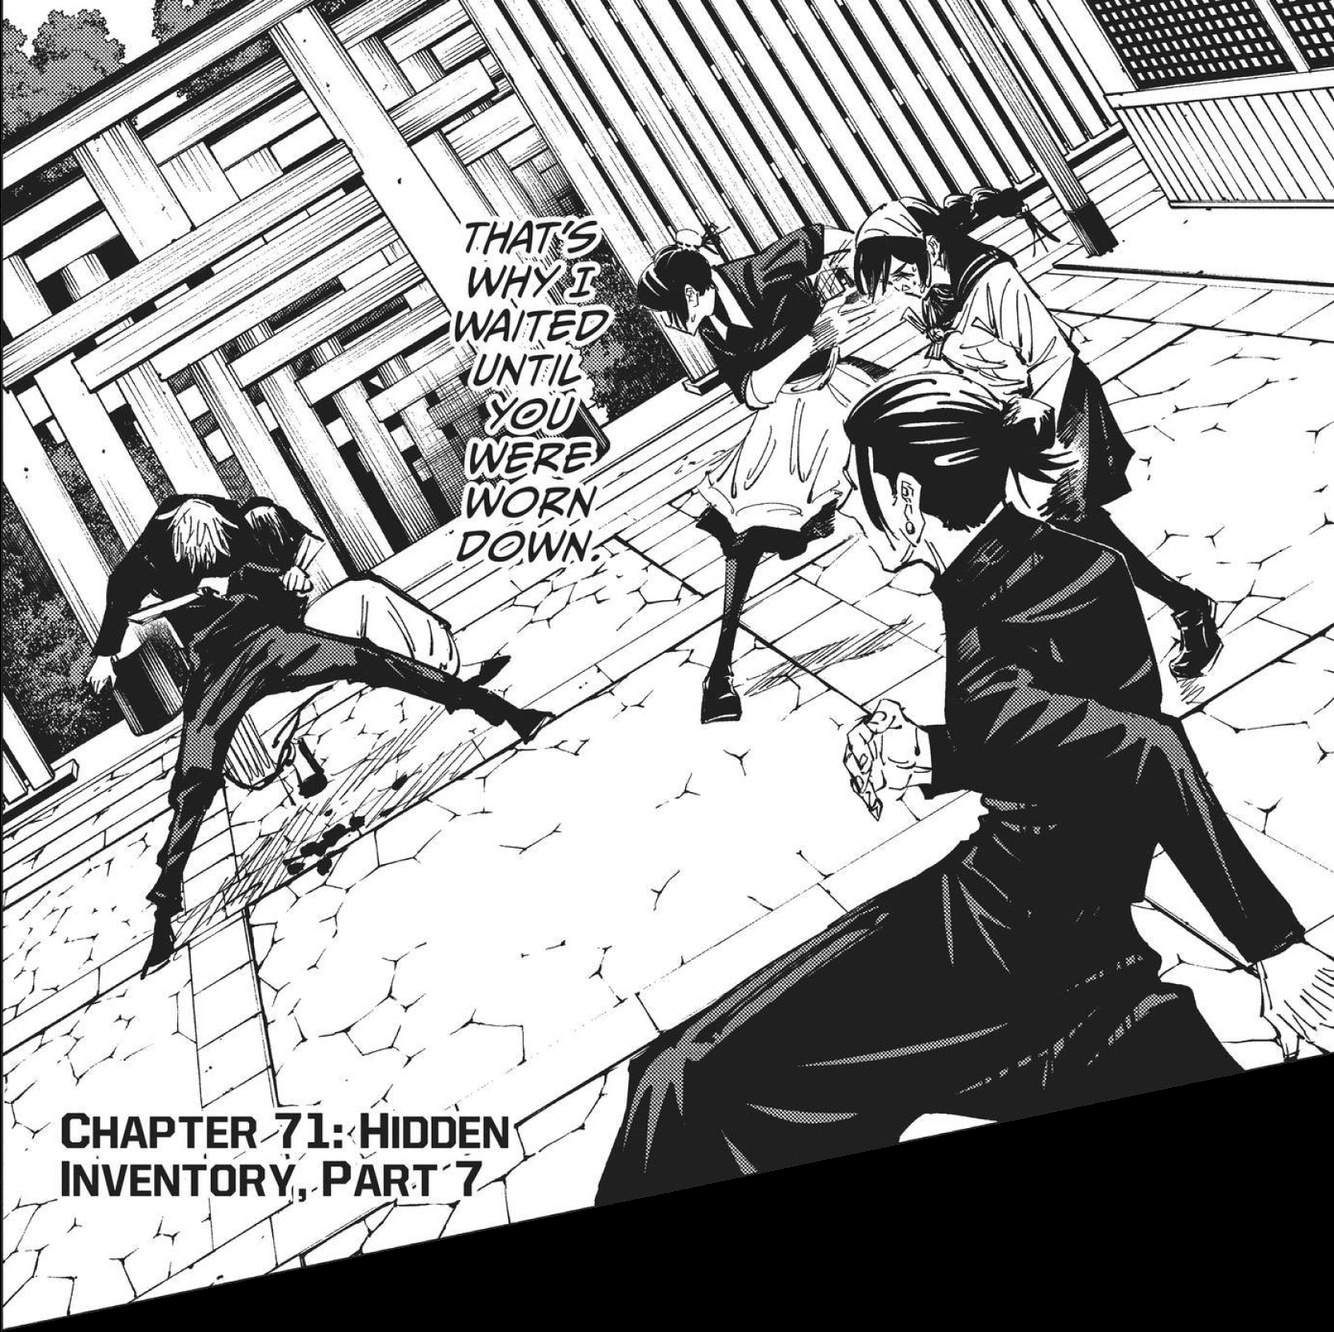 THAT'S
WHY I
WAITED
UNTIL
YOU
WERE
WORN
DOWN.
CHAPTER 71: HIDDEN
INVENTORY, PART 7